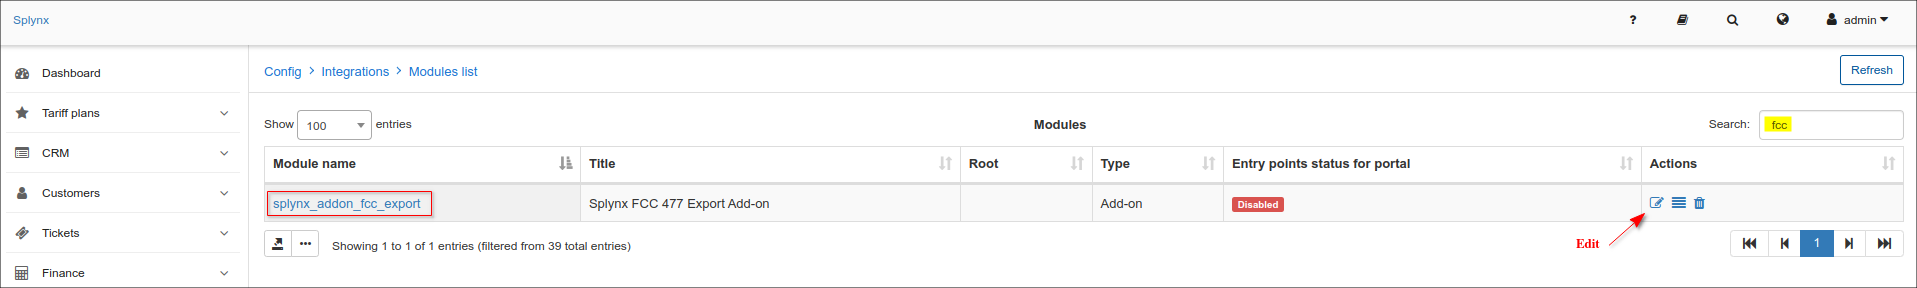 Splynx
? admin
Dashboard
Tariff plans
CRM
Customers
Tickets
Finance
Config > Integrations > Modules list
Refresh
Show 100 entries
Modules
Search: fcc
Module name Title Root Type Entry points status for portal Actions
splynx_addon_fcc_export Splynx FCC 477 Export Add-on Add-on Disabled
Edit
Showing 1 to 1 of 1 entries (filtered from 39 total entries)
1